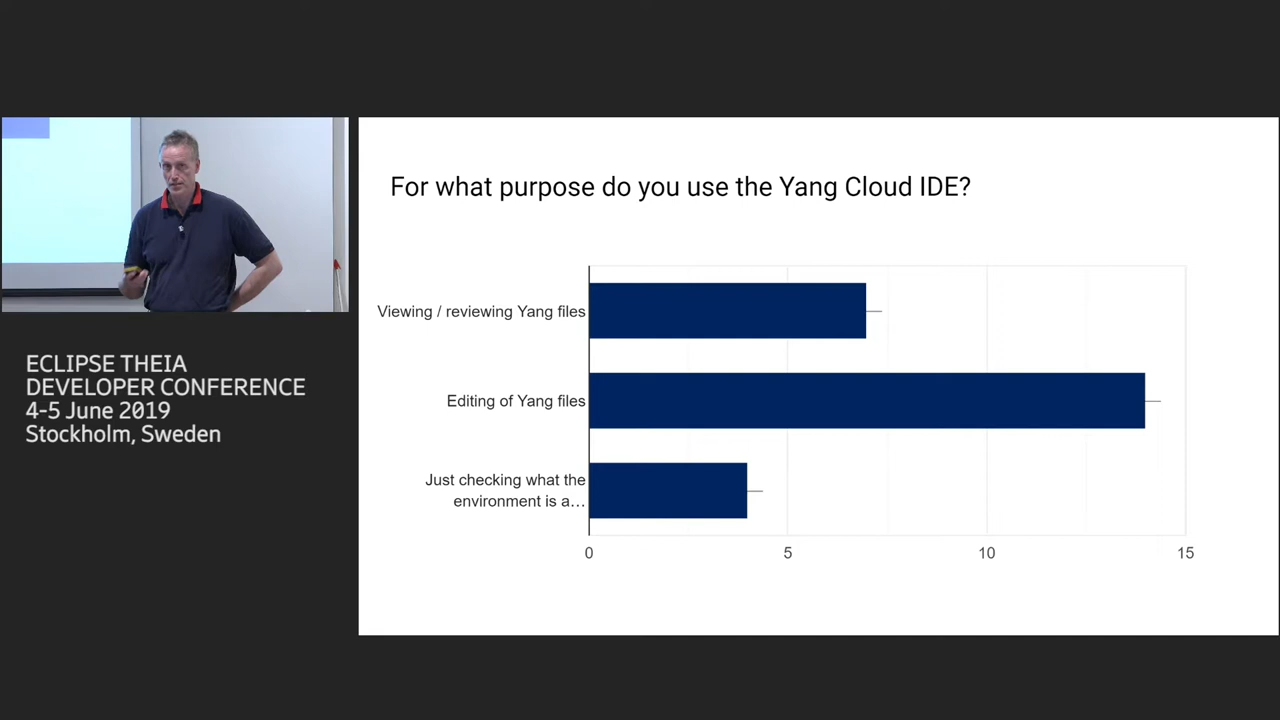 For what purpose do you use the Yang Cloud IDE?
Viewing / reviewing Yang files
Editing of Yang files
Just checking what the
environment is a…
0 5 10 15
ECLIPSE THEIA
DEVELOPER CONFERENCE
4-5 June 2019
Stockholm, Sweden